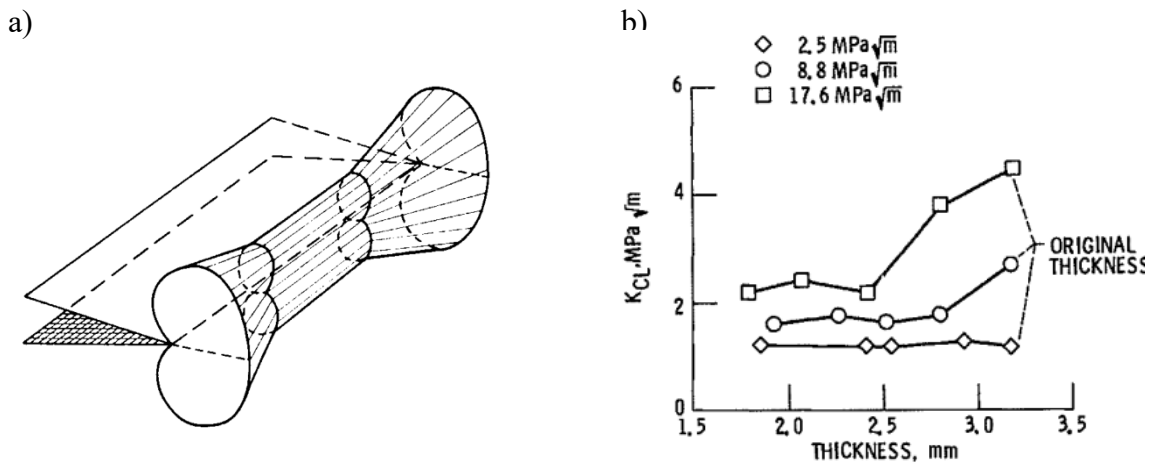 a)
b)
◇ 2.5 MPa√m
○ 8.8 MPa√m
□ 17.6 MPa√m
6
4
2
0
K_CL, MPa √m
ORIGINAL
THICKNESS
1.5 2.0 2.5 3.0 3.5
THICKNESS, mm